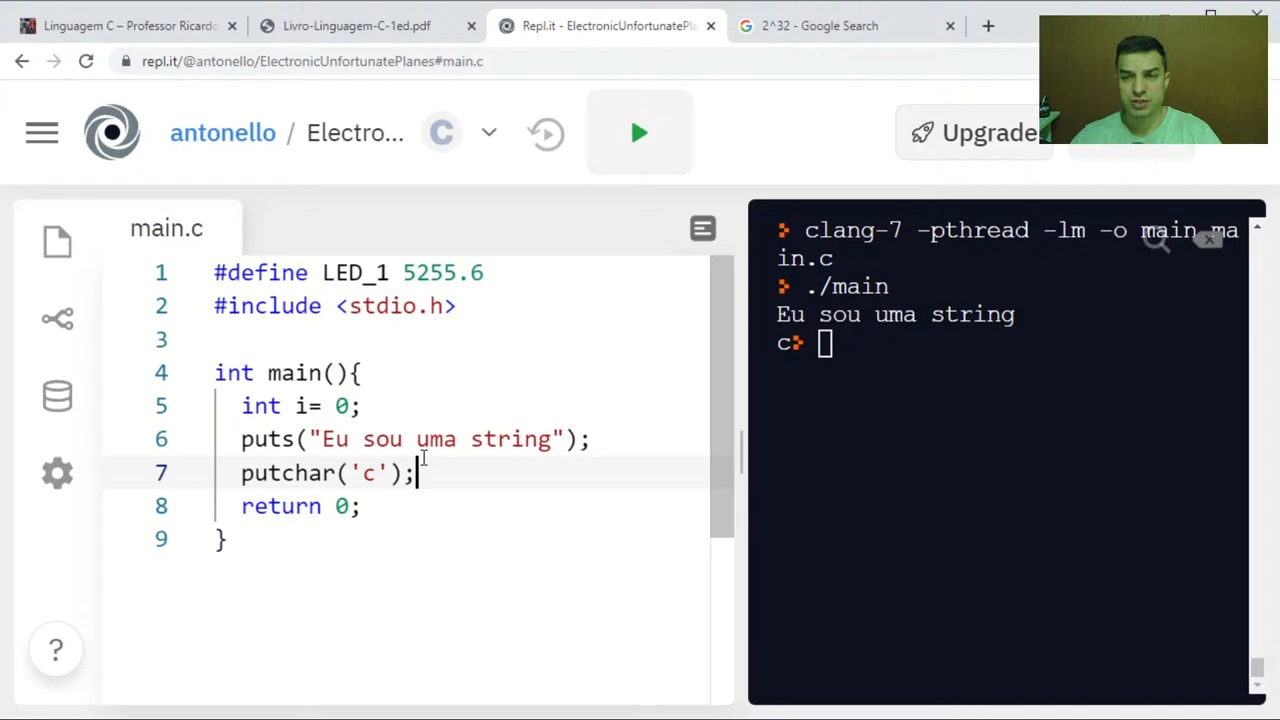 Linguagem C – Professor Ricardo
Livro-Linguagem-C-1ed.pdf
Repl.it - ElectronicUnfortunatePla
2^32 - Google Search
repl.it/@antonello/ElectronicUnfortunatePlanes#main.c
antonello / Electro... C
Upgrade
main.c
1 #define LED_1 5255.6
2 #include <stdio.h>
3
4 int main(){
5 int i= 0;
6 puts("Eu sou uma string");
7 putchar('c');
8 return 0;
9 }
?
clang-7 -pthread -lm -o main ma
in.c
./main
Eu sou uma string
c